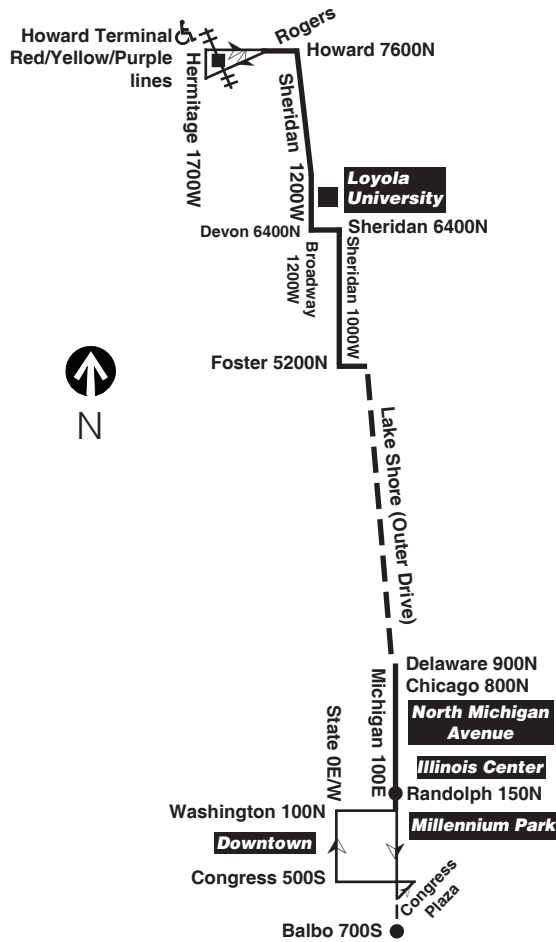 Howard Terminal
Red/Yellow/Purple
lines
Rogers
Howard 7600N
Hermitage 1700W
Sheridan 1200W
Loyola
University
Devon 6400N
Sheridan 6400N
Broadway
1200W
Sheridan 1000W
Foster 5200N
N
Lake Shore (Outer Drive)
Delaware 900N
Chicago 800N
Michigan 100E
North Michigan
Avenue
State 0E/W
Illinois Center
Randolph 150N
Washington 100N
Millennium Park
Downtown
Congress 500S
Congress
Plaza
Balbo 700S